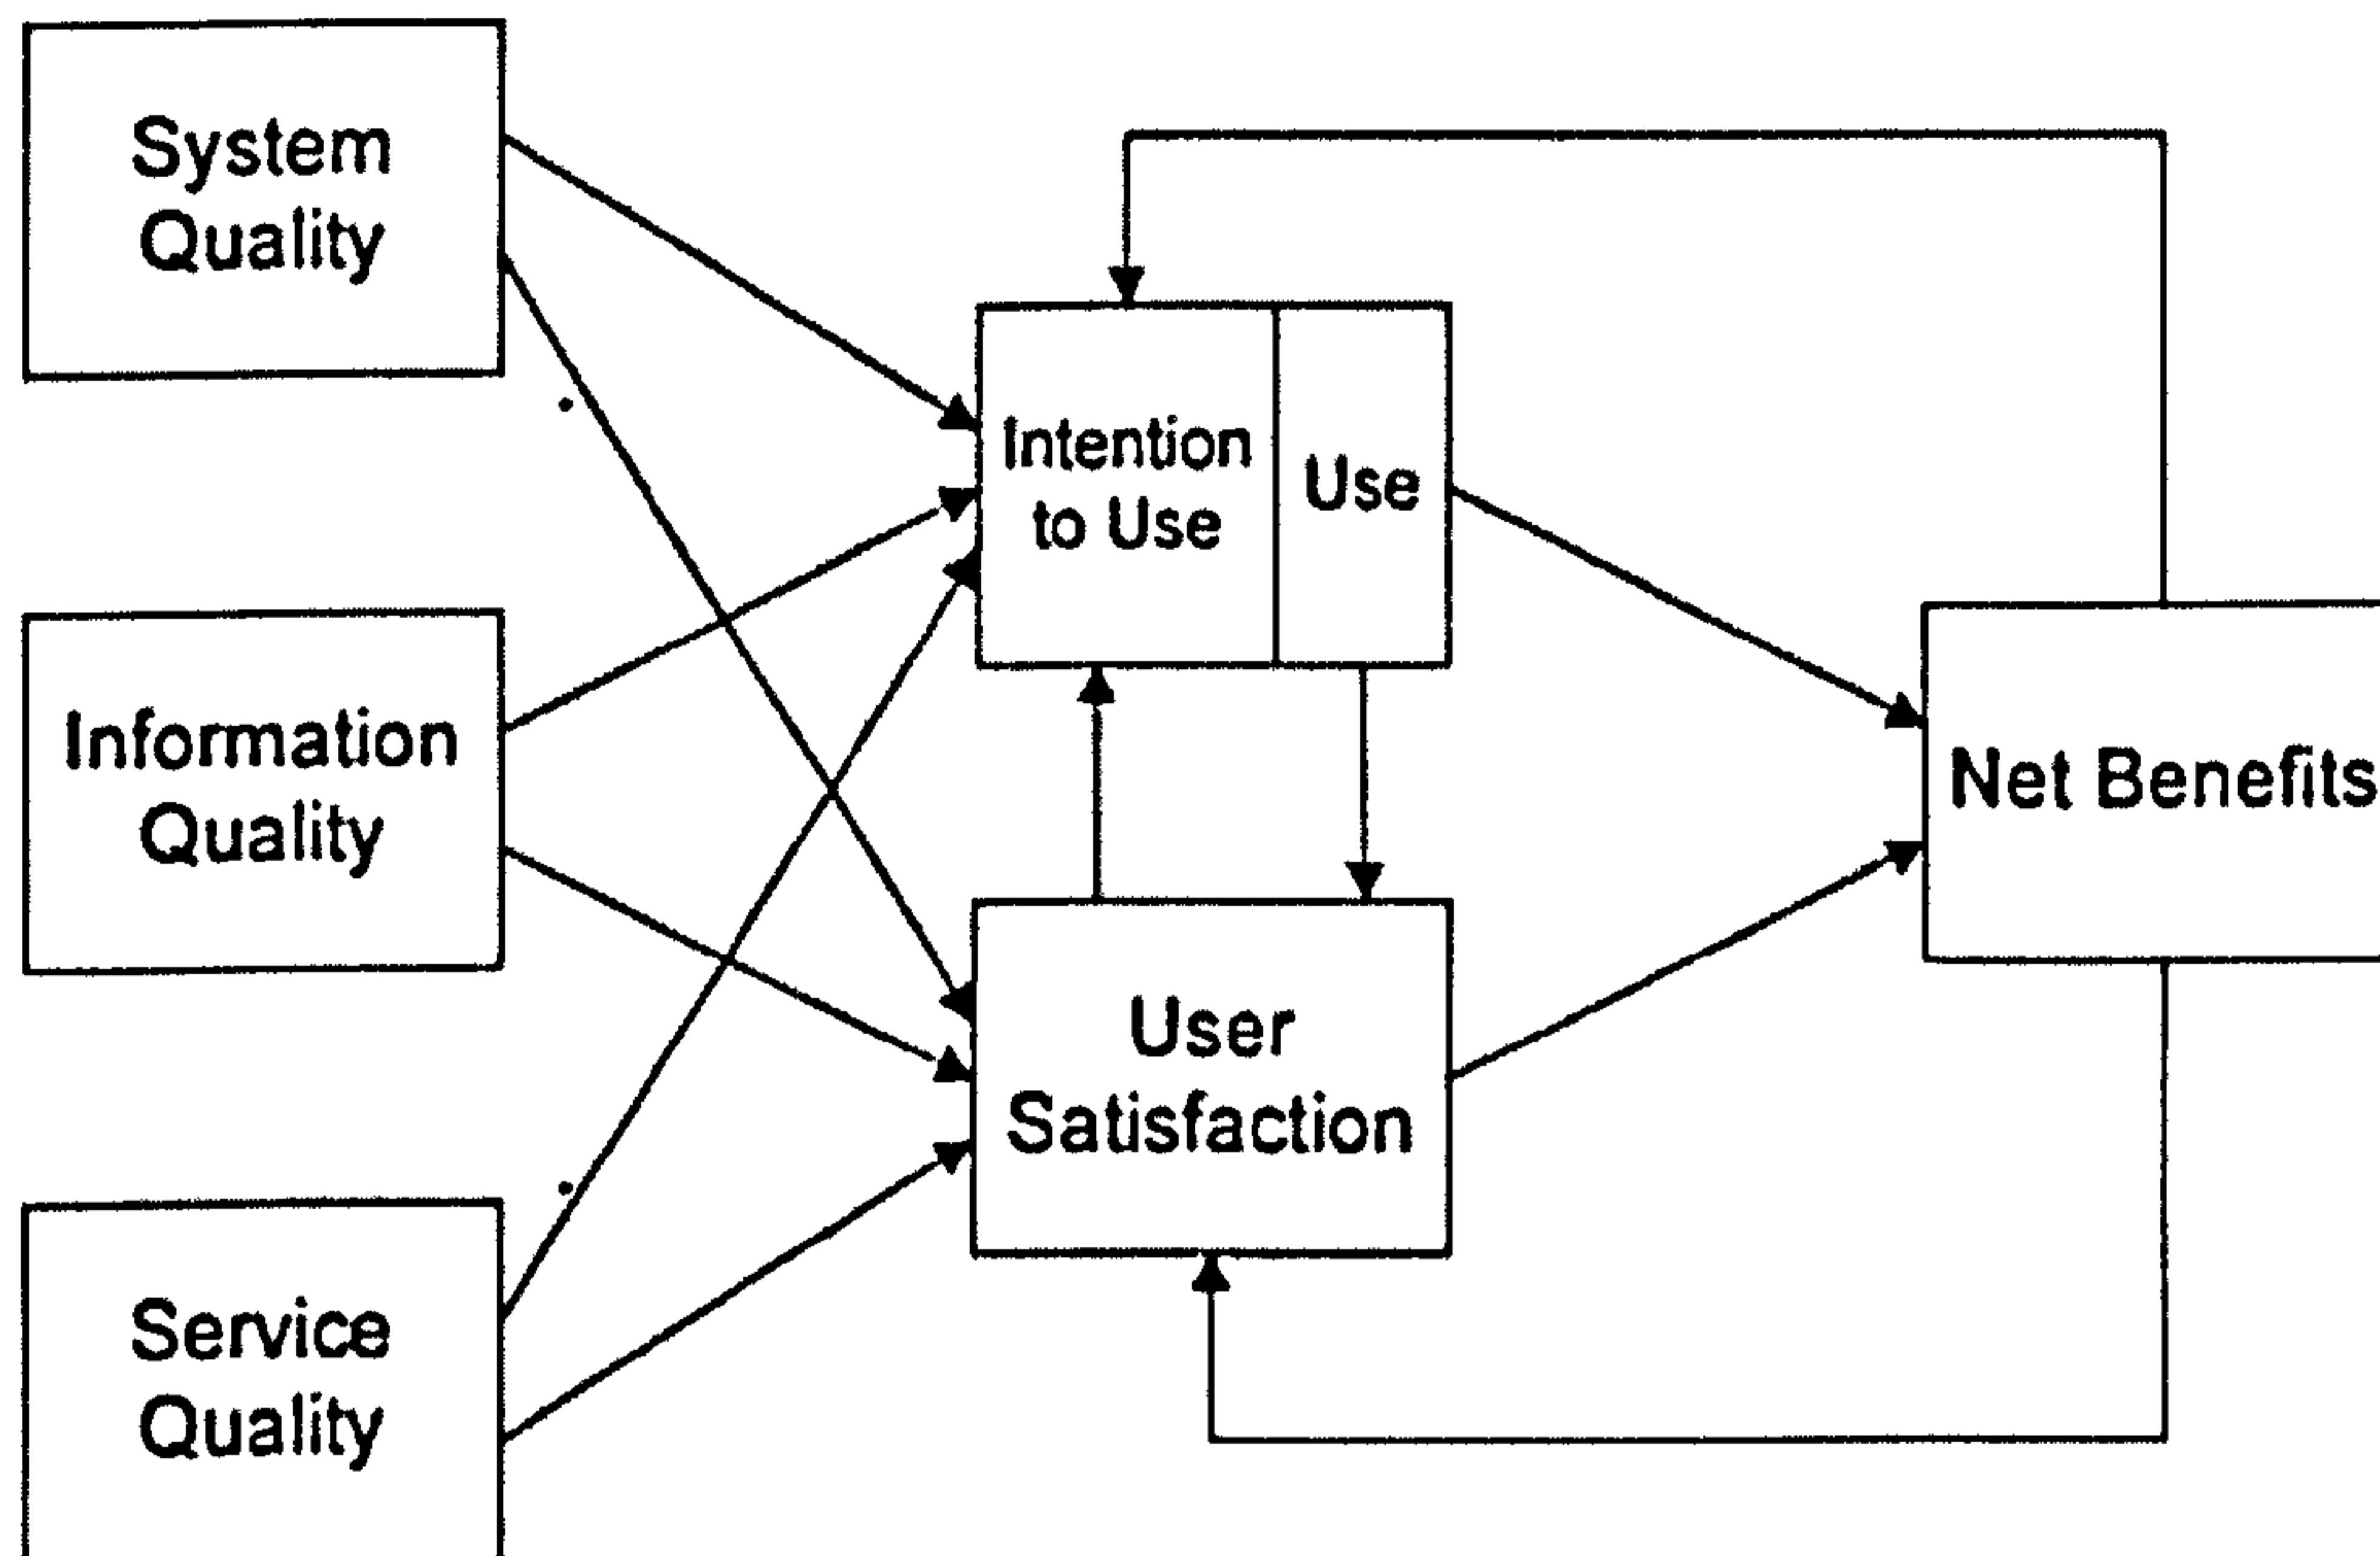 System
Quality
Intention
to Use
Use
Information
Quality
Net Benefits
User
Satisfaction
Service
Quality